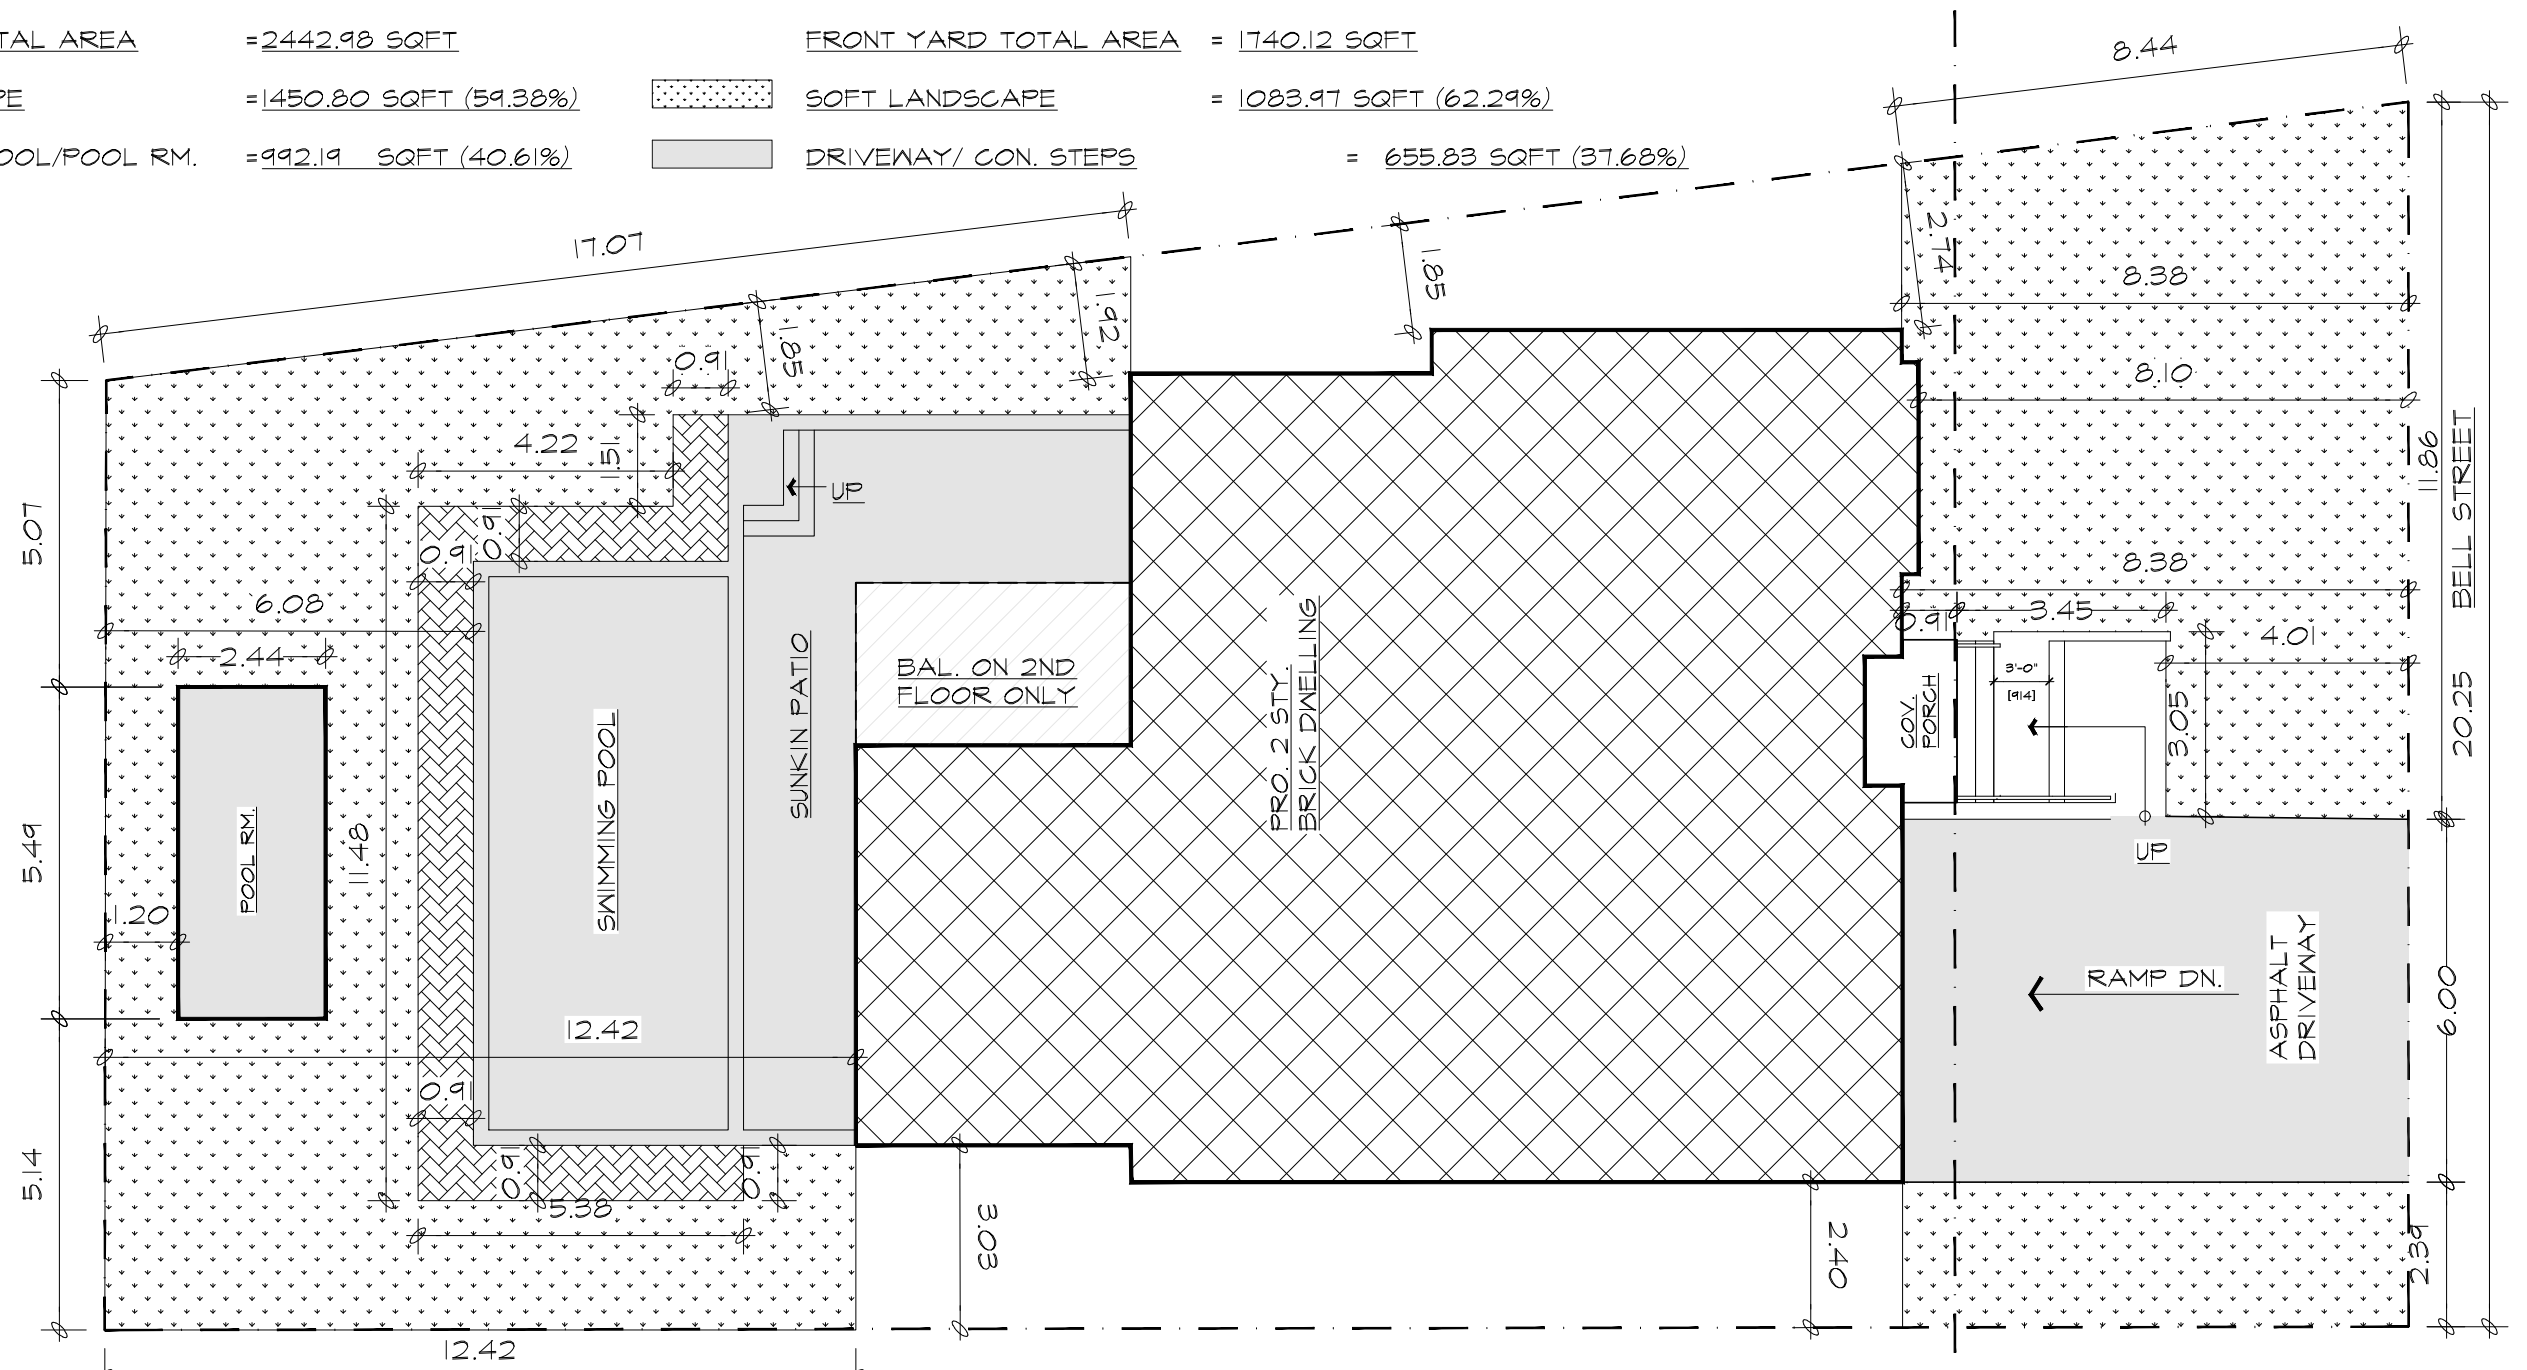 TAL AREA =2442.98 SQFT
PE =1450.80 SQFT (59.38%)
OOL/POOL RM. =992.19 SQFT (40.61%)
FRONT YARD TOTAL AREA = 1740.12 SQFT
SOFT LANDSCAPE = 1083.97 SQFT (62.29%)
DRIVEWAY/ CON. STEPS = 655.83 SQFT (37.68%)
8.44
17.07
1.85
1.92
1.85
2.74
8.38
8.10
0.91
4.22
1.51
UP
11.86
BELL STREET
5.07
0.91
0.91
6.08
2.44
8.38
0.91
3.45
4.01
3'-0"
[914]
3.05
COV.
PORCH
BAL. ON 2ND
FLOOR ONLY
PRO. 2 STY.
BRICK DWELLING
SUNKIN PATIO
SWIMMING POOL
POOL RM.
11.48
5.49
1.20
20.25
UP
RAMP DN.
ASPHALT
DRIVEWAY
6.00
12.42
0.91
0.91
0.91
5.38
5.14
3.03
2.40
2.39
12.42